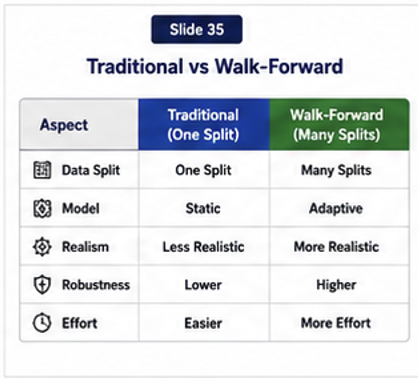 Slide 35
Traditional vs Walk-Forward
Aspect
Traditional
(One Split)
Walk-Forward
(Many Splits)
Data Split One Split Many Splits
Model Static Adaptive
Realism Less Realistic More Realistic
Robustness Lower Higher
Effort Easier More Effort